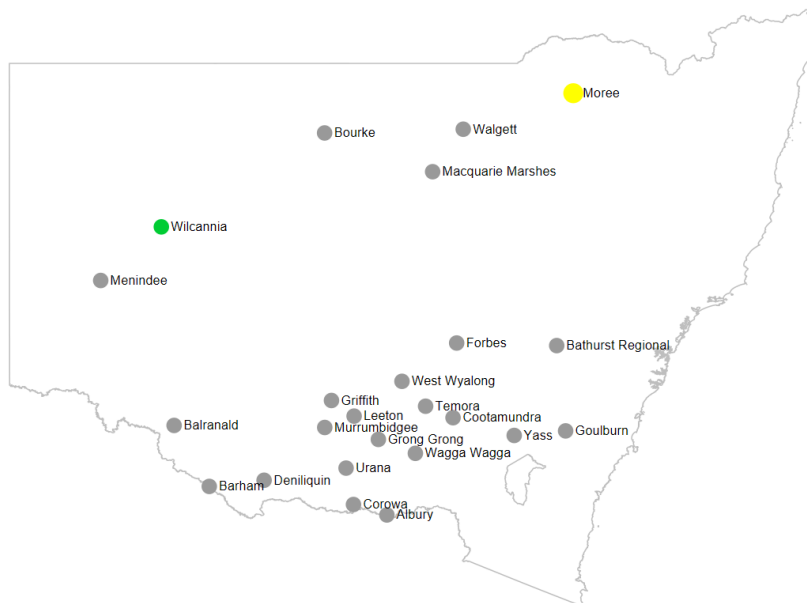 Moree
Walgett
Bourke
Macquarie Marshes
Wilcannia
Menindee
Forbes
Bathurst Regional
West Wyalong
Griffith
Temora
Leeton
Cootamundra
Balranald
Murrumbidgee
Goulburn
Yass
Grong Grong
Wagga Wagga
Urana
Deniliquin
Barham
Corowa
Albury